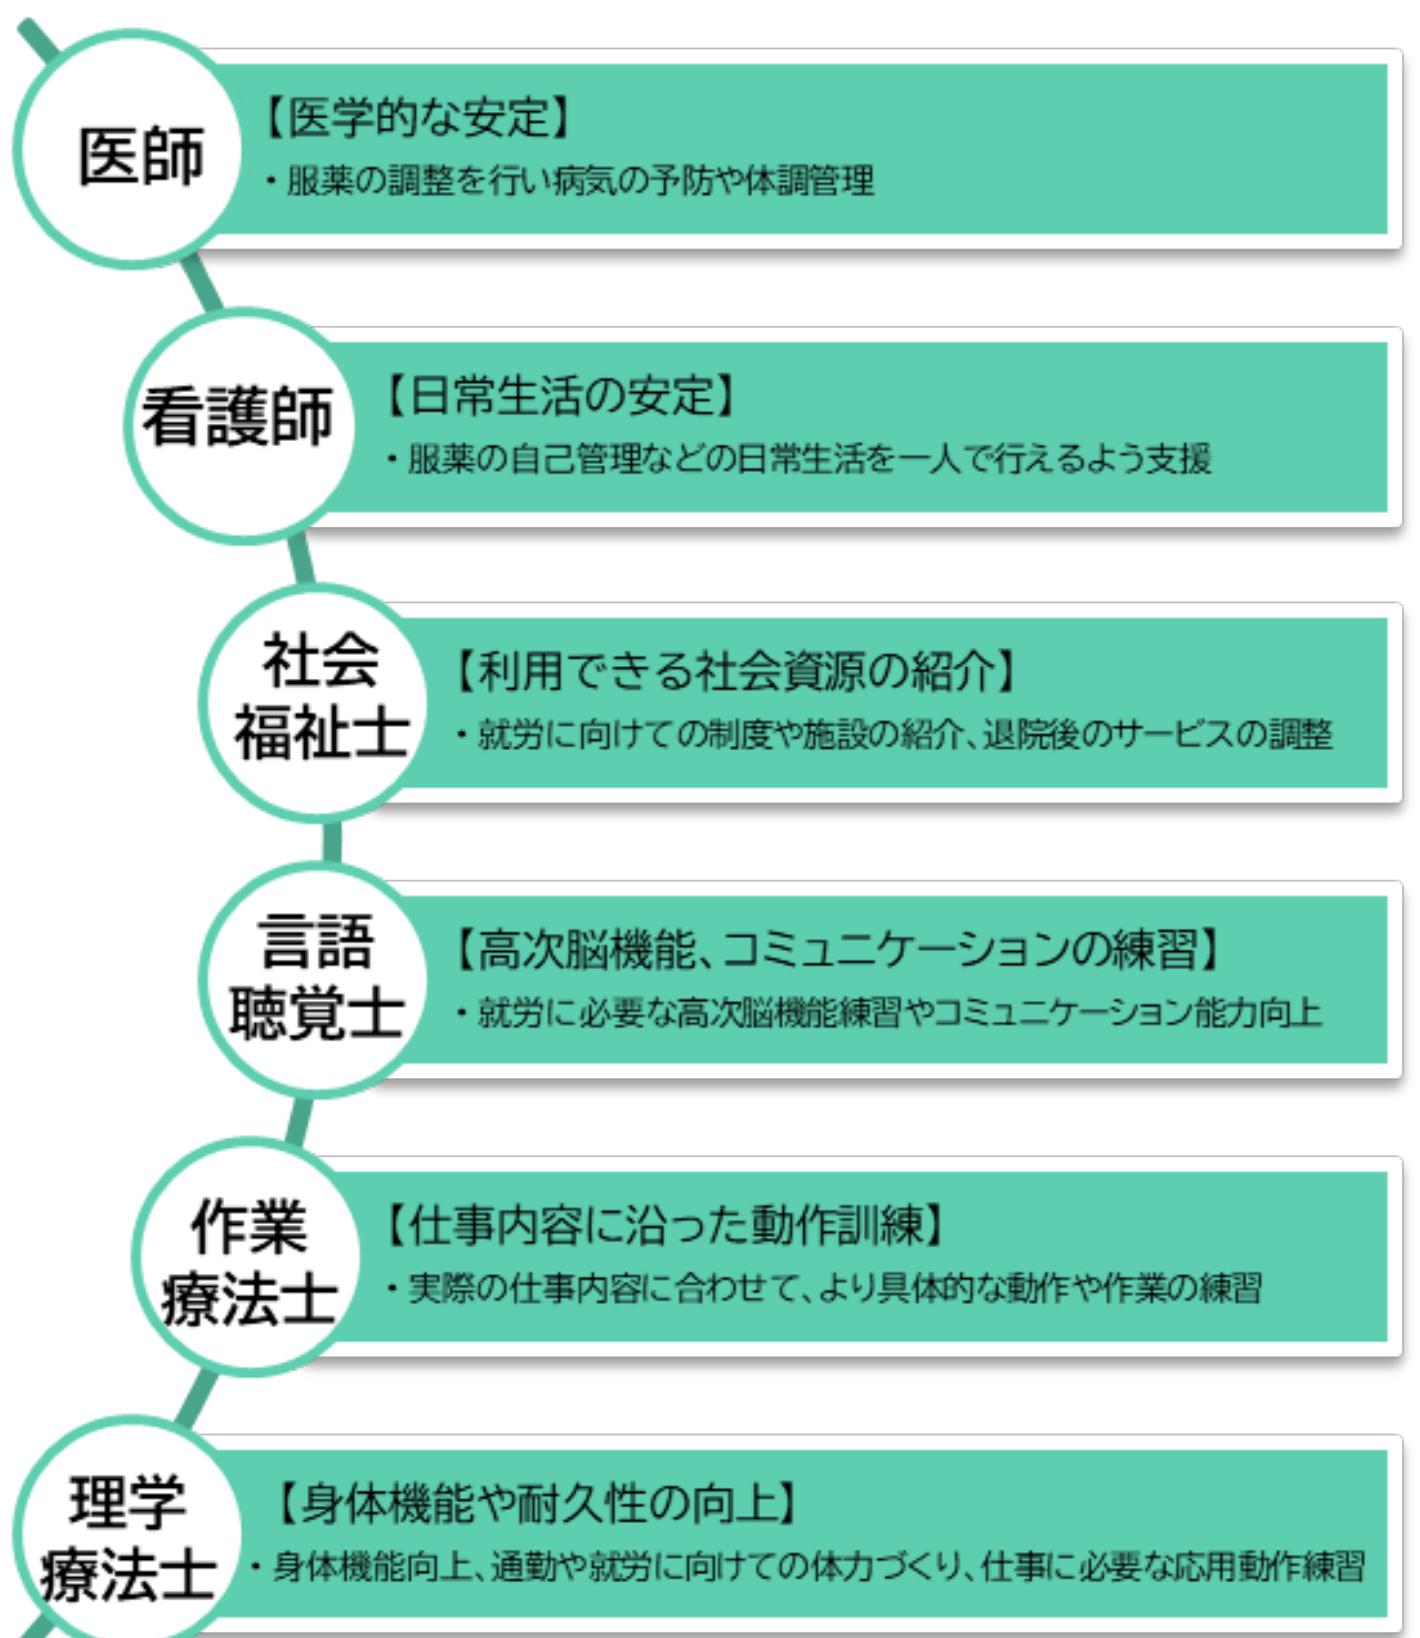 医師
【医学的な安定】
・服薬の調整を行い病気の予防や体調管理
看護師
【日常生活の安定】
・服薬の自己管理などの日常生活を一人で行えるよう支援
社会
福祉士
【利用できる社会資源の紹介】
・就労に向けての制度や施設の紹介、退院後のサービスの調整
言語
聴覚士
【高次脳機能、コミュニケーションの練習】
・就労に必要な高次脳機能練習やコミュニケーション能力向上
作業
療法士
【仕事内容に沿った動作訓練】
・実際の仕事内容に合わせて、より具体的な動作や作業の練習
理学
療法士
【身体機能や耐久性の向上】
・身体機能向上、通勤や就労に向けての体力づくり、仕事に必要な応用動作練習